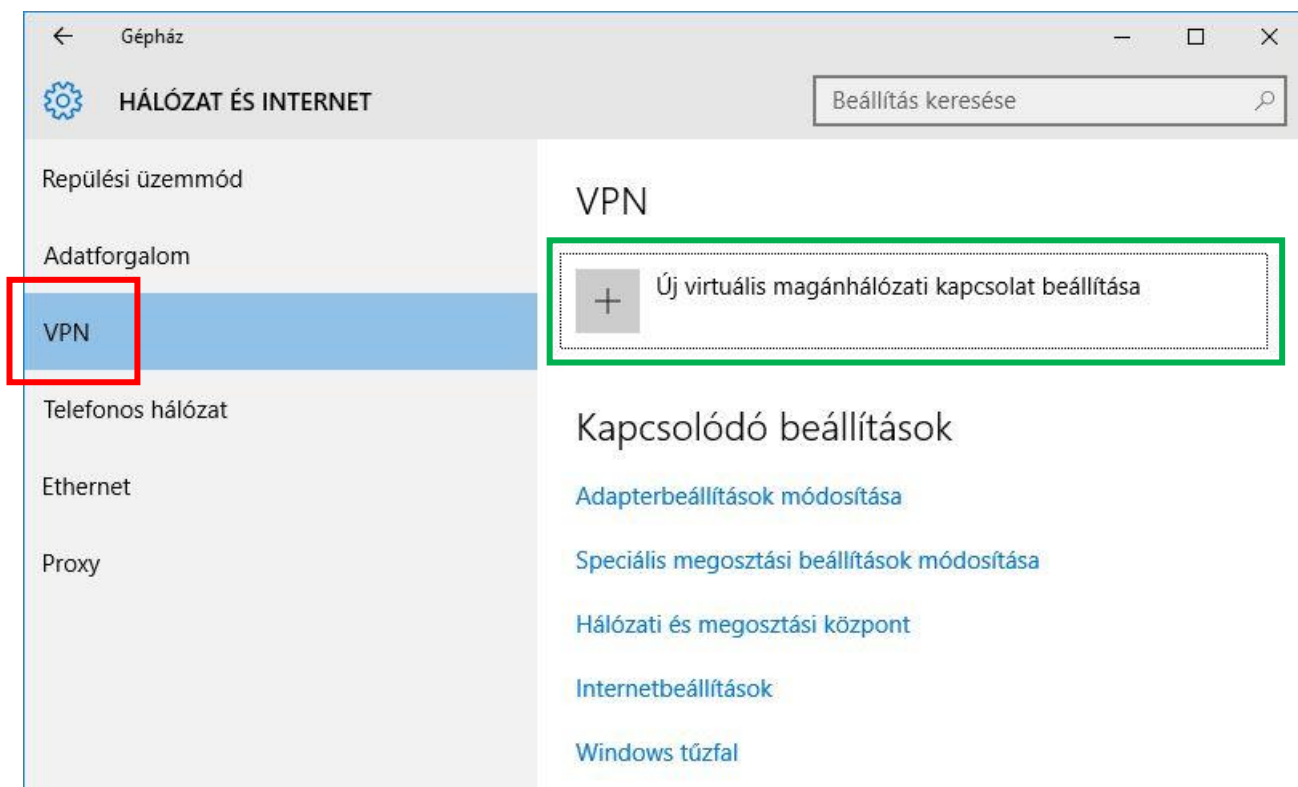 Gépház
HÁLÓZAT ÉS INTERNET
Beállítás keresése
Repülési üzemmód
Adatforgalom
VPN
Telefonos hálózat
Ethernet
Proxy
VPN
Új virtuális magánhálózati kapcsolat beállítása
Kapcsolódó beállítások
Adapterbeállítások módosítása
Speciális megosztási beállítások módosítása
Hálózati és megosztási központ
Internetbeállítások
Windows tűzfal